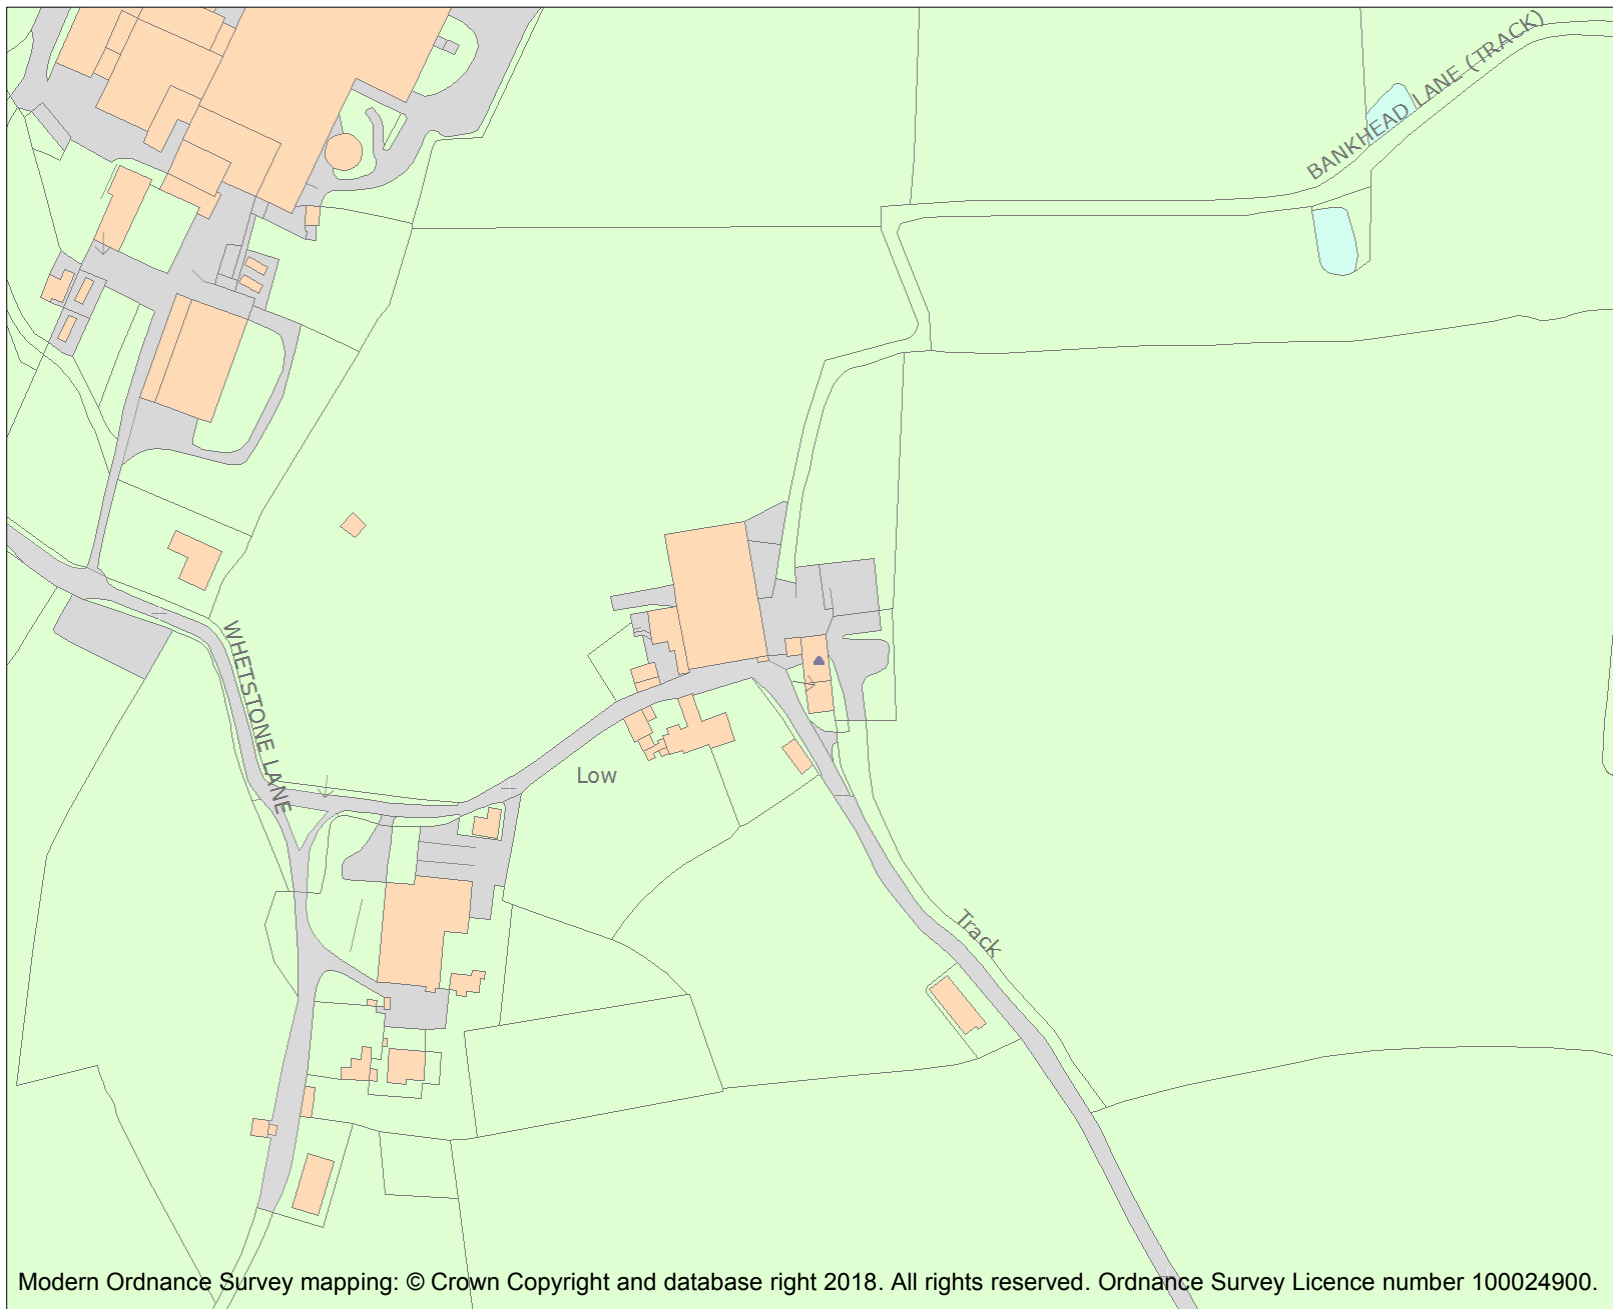 BANKHEAD LANE (TRACK)
WHETSTONE LANE
Low
Track
Modern Ordnance Survey mapping: © Crown Copyright and database right 2018. All rights reserved. Ordnance Survey Licence number 100024900.